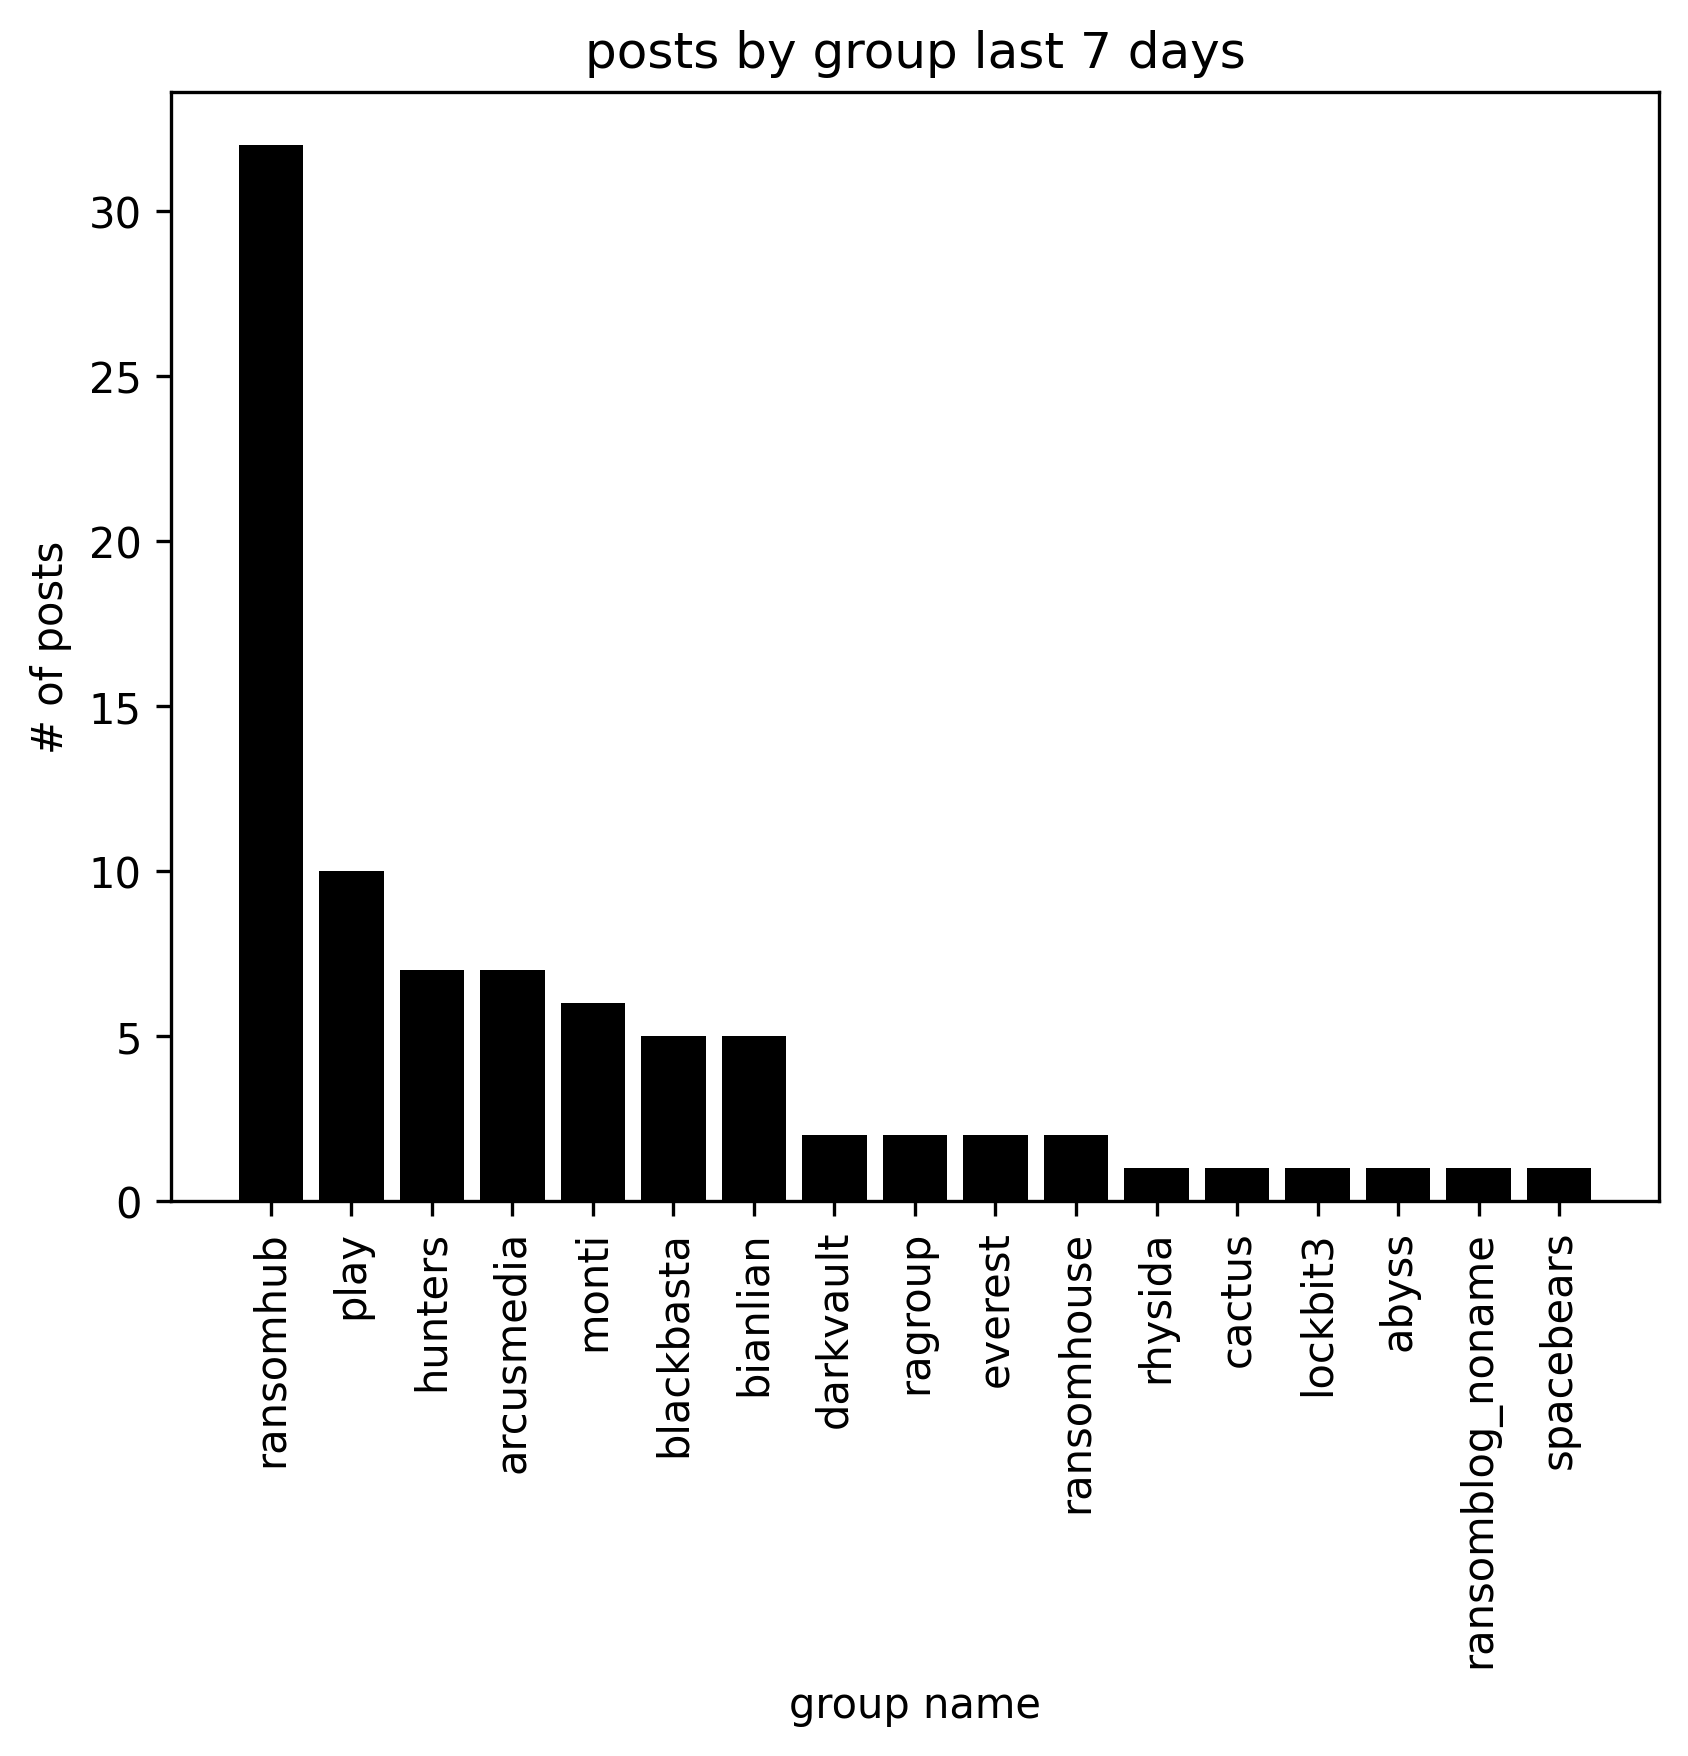 posts by group last 7 days
# of posts
30
25
20
15
10
5
0
ransomhub
play
hunters
arcusmedia
monti
blackbasta
bianlian
darkvault
ragroup
everest
ransomhouse
rhysida
cactus
lockbit3
abyss
ransomblog_noname
spacebears
group name